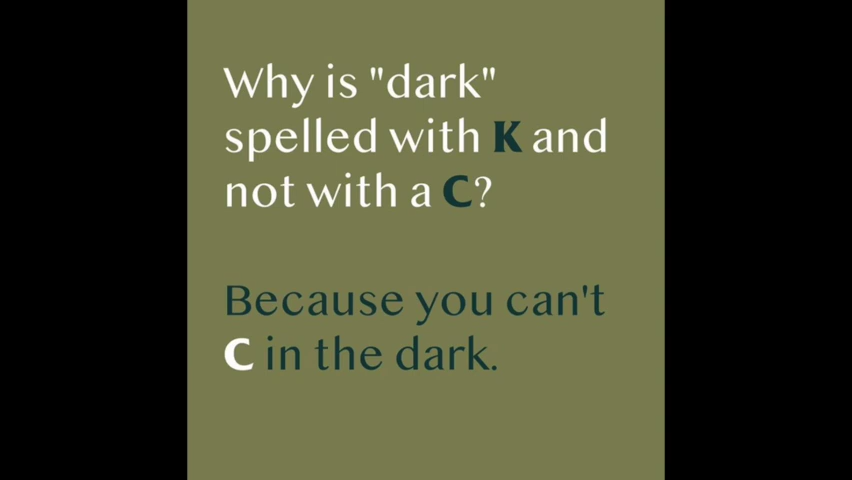 Why is "dark"
spelled with K and
not with a C?
Because you can't
C in the dark.